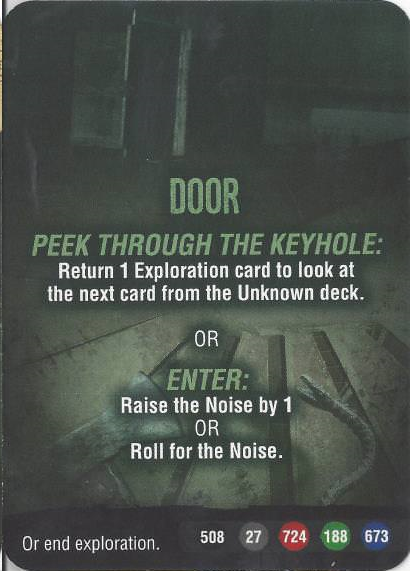 DOOR
PEEK THROUGH THE KEYHOLE:
Return 1 Exploration card to look at
the next card from the Unknown deck.
OR
ENTER:
Raise the Noise by 1
OR
Roll for the Noise.
Or end exploration. 508 27 724 188 673